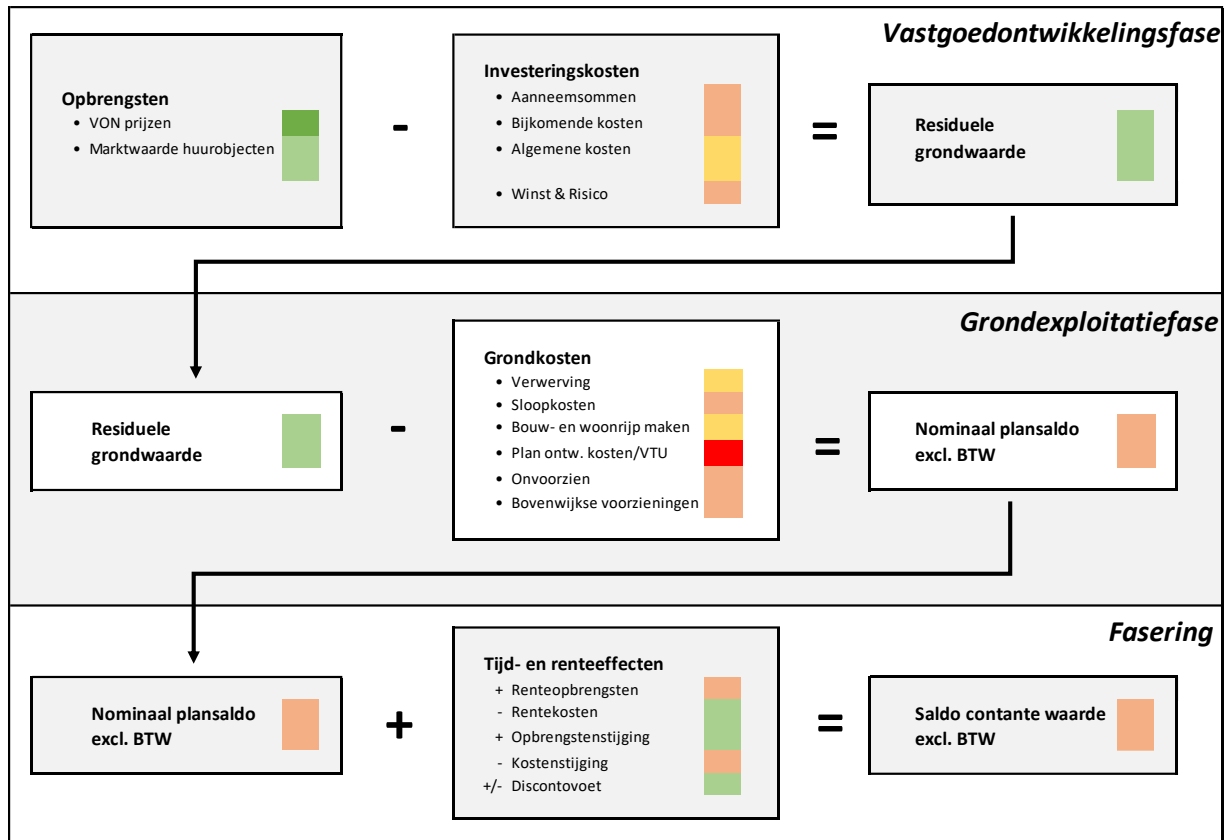 Vastgoedontwikkelingsfase
Opbrengsten
• VON prijzen
• Marktwaarde huurobjecten
-
Investeringskosten
• Aanneemsommen
• Bijkomende kosten
• Algemene kosten
• Winst & Risico
=
Residuele
grondwaarde
Grondexploitatiefase
Residuele
grondwaarde
-
Grondkosten
• Verwerving
• Sloopkosten
• Bouw- en woonrijp maken
• Plan ontw. kosten/VTU
• Onvoorzien
• Bovenwijkse voorzieningen
=
Nominaal plansaldo
excl. BTW
Fasering
Nominaal plansaldo
excl. BTW
+
Tijd- en renteeffecten
+ Renteopbrengsten
- Rentekosten
+ Opbrengstenstijging
- Kostenstijging
+/- Discontovoet
=
Saldo contante waarde
excl. BTW